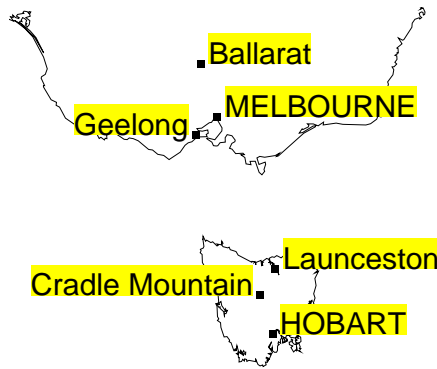 Ballarat
MELBOURNE
Geelong
Launceston
Cradle Mountain
HOBART